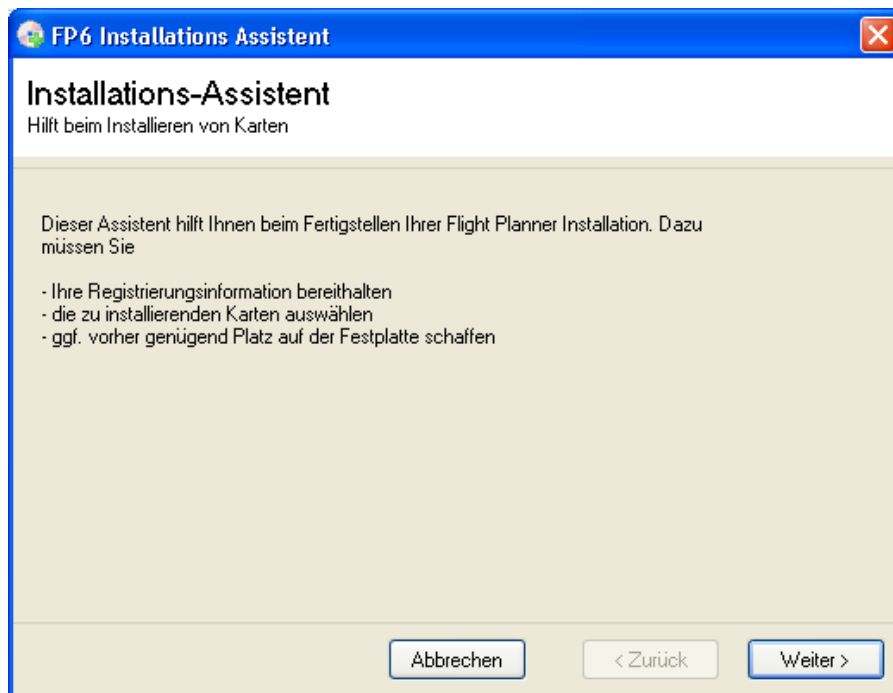 FP6 Installations Assistent
Installations-Assistent
Hilft beim Installieren von Karten
Dieser Assistent hilft Ihnen beim Fertigstellen Ihrer Flight Planner Installation. Dazu
müssen Sie
- Ihre Registrierungsinformation bereithalten
- die zu installierenden Karten auswählen
- ggf. vorher genügend Platz auf der Festplatte schaffen
Abbrechen < Zurück Weiter >